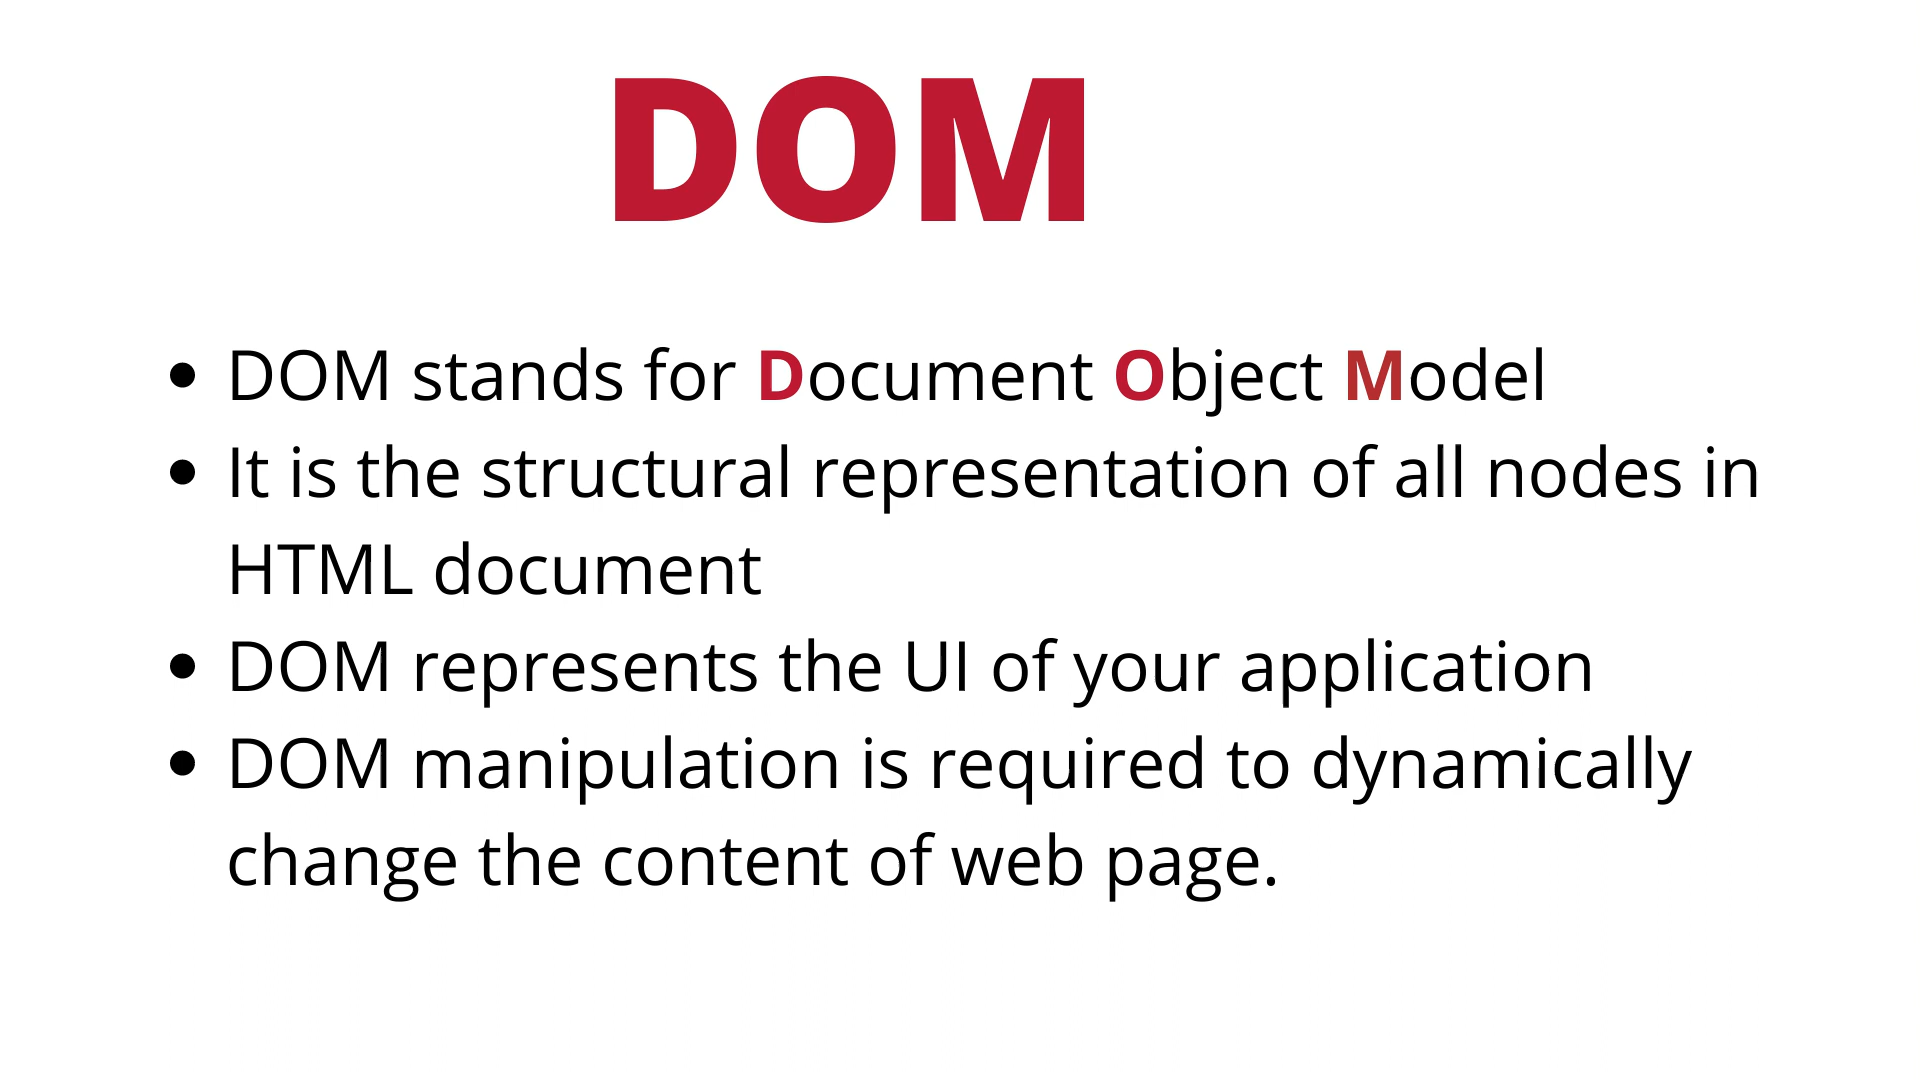 DOM
• DOM stands for Document Object Model
• It is the structural representation of all nodes in
HTML document
• DOM represents the UI of your application
• DOM manipulation is required to dynamically
change the content of web page.